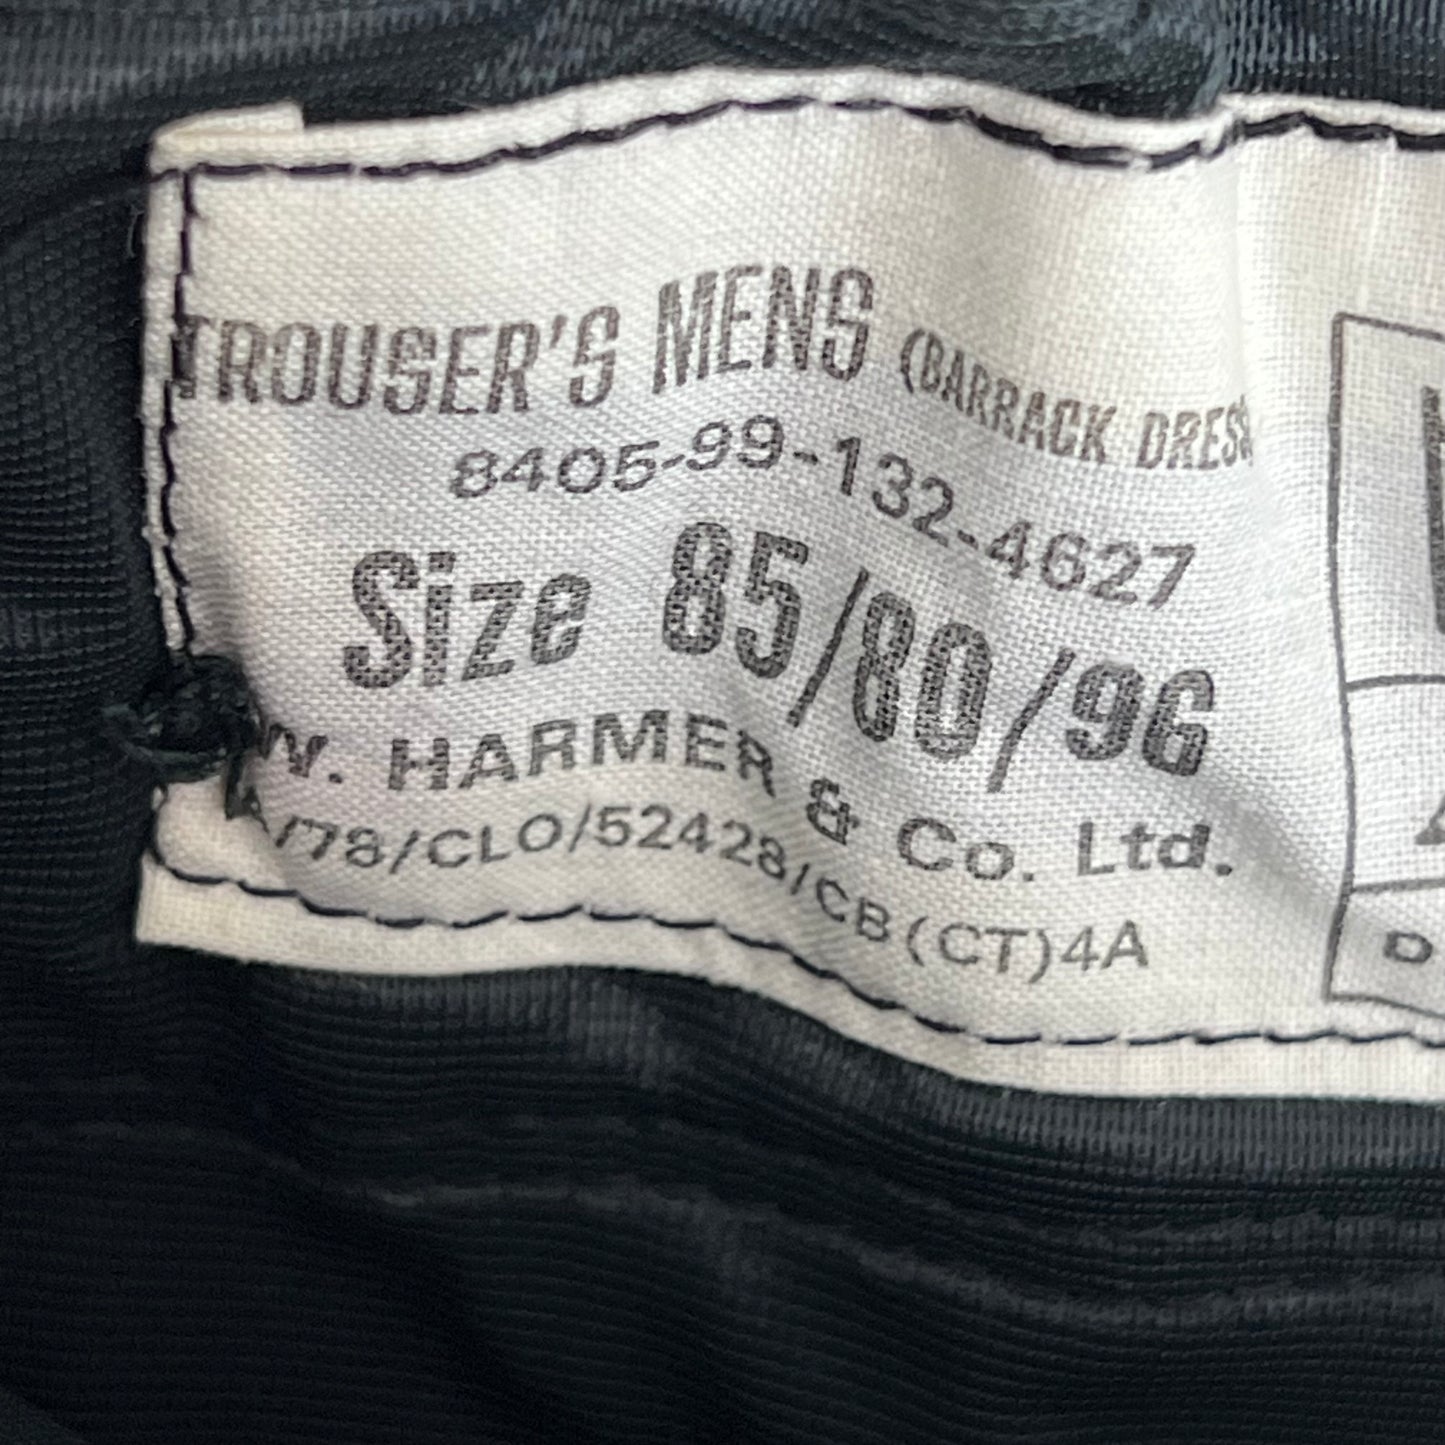 TROUSER'S MENS (BARRACK DRESS
8405-99-132-4627
Size 85/80/96
W. HARMER & Co. Ltd.
A/78/CLO/52428/CB(CT)4A
D